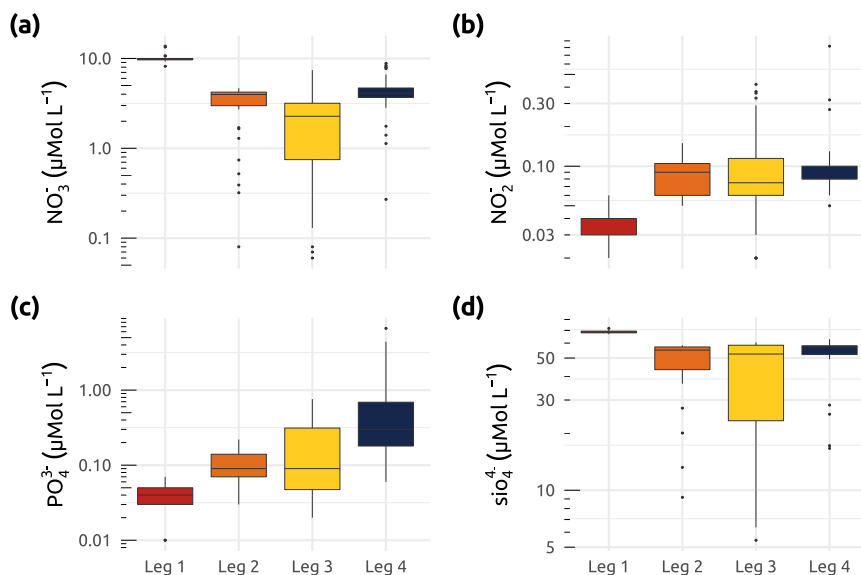 (a)
NO₃⁻ (µMol L⁻¹)
10.0
1.0
0.1
(b)
NO₂⁻ (µMol L⁻¹)
0.30
0.10
0.03
(c)
PO₄³⁻ (µMol L⁻¹)
1.00
0.10
0.01
Leg 1 Leg 2 Leg 3 Leg 4
(d)
sio₄⁴⁻ (µMol L⁻¹)
50
30
10
5
Leg 1 Leg 2 Leg 3 Leg 4